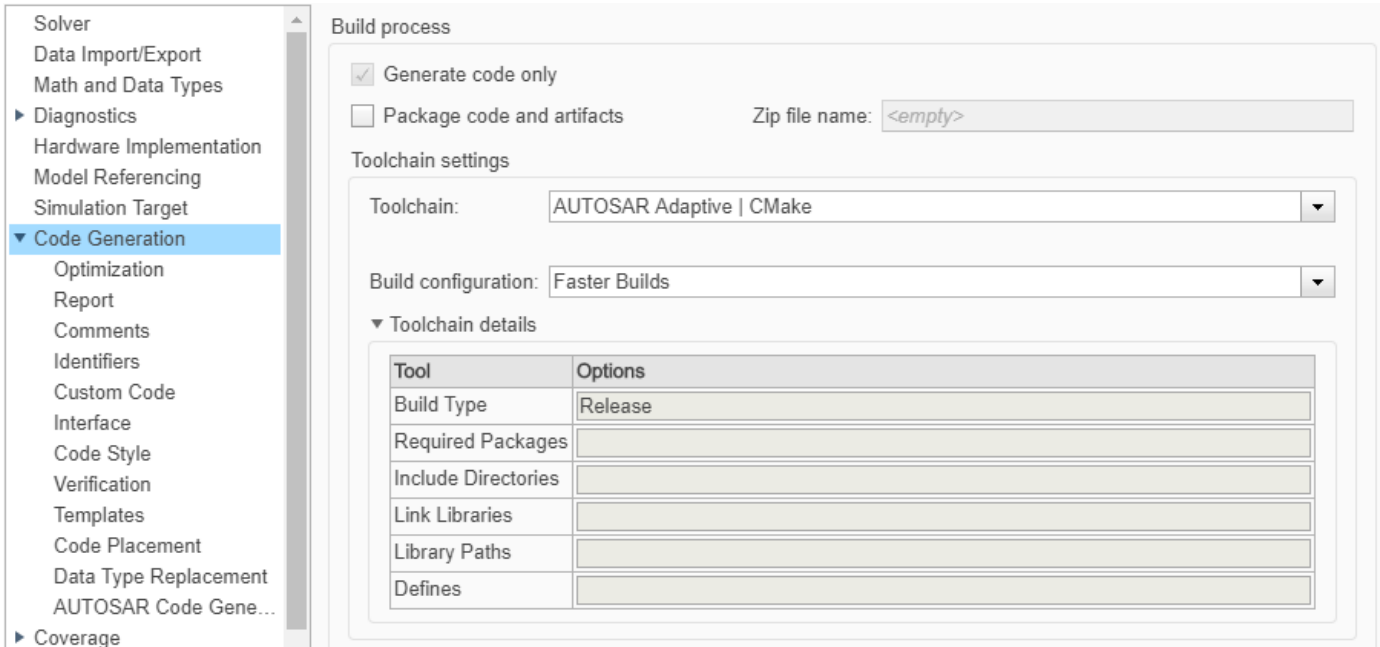 Solver
Data Import/Export
Math and Data Types
Diagnostics
Hardware Implementation
Model Referencing
Simulation Target
Code Generation
Optimization
Report
Comments
Identifiers
Custom Code
Interface
Code Style
Verification
Templates
Code Placement
Data Type Replacement
AUTOSAR Code Gene...
Coverage
Build process
Generate code only
Package code and artifacts Zip file name: <empty>
Toolchain settings
Toolchain: AUTOSAR Adaptive | CMake
Build configuration: Faster Builds
Toolchain details
Tool Options
Build Type Release
Required Packages
Include Directories
Link Libraries
Library Paths
Defines